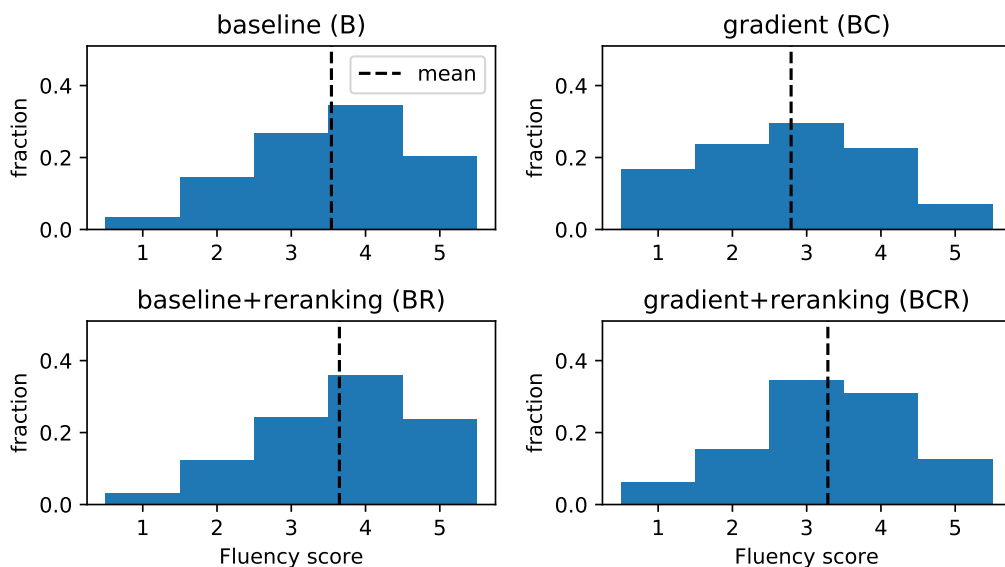 baseline (B)
gradient (BC)
mean
fraction
0.4
0.2
0.0
1 2 3 4 5
fraction
0.4
0.2
0.0
1 2 3 4 5
baseline+reranking (BR)
gradient+reranking (BCR)
fraction
0.4
0.2
0.0
1 2 3 4 5
Fluency score
fraction
0.4
0.2
0.0
1 2 3 4 5
Fluency score